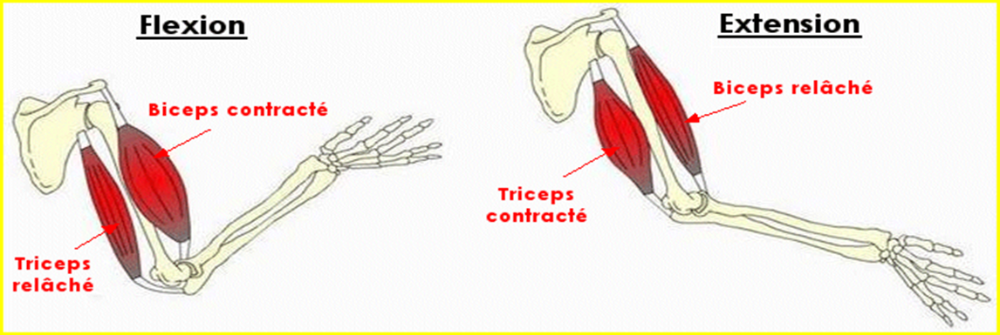 Flexion
Biceps contracté
Triceps
relâché
Extension
Biceps relâché
Triceps
contracté